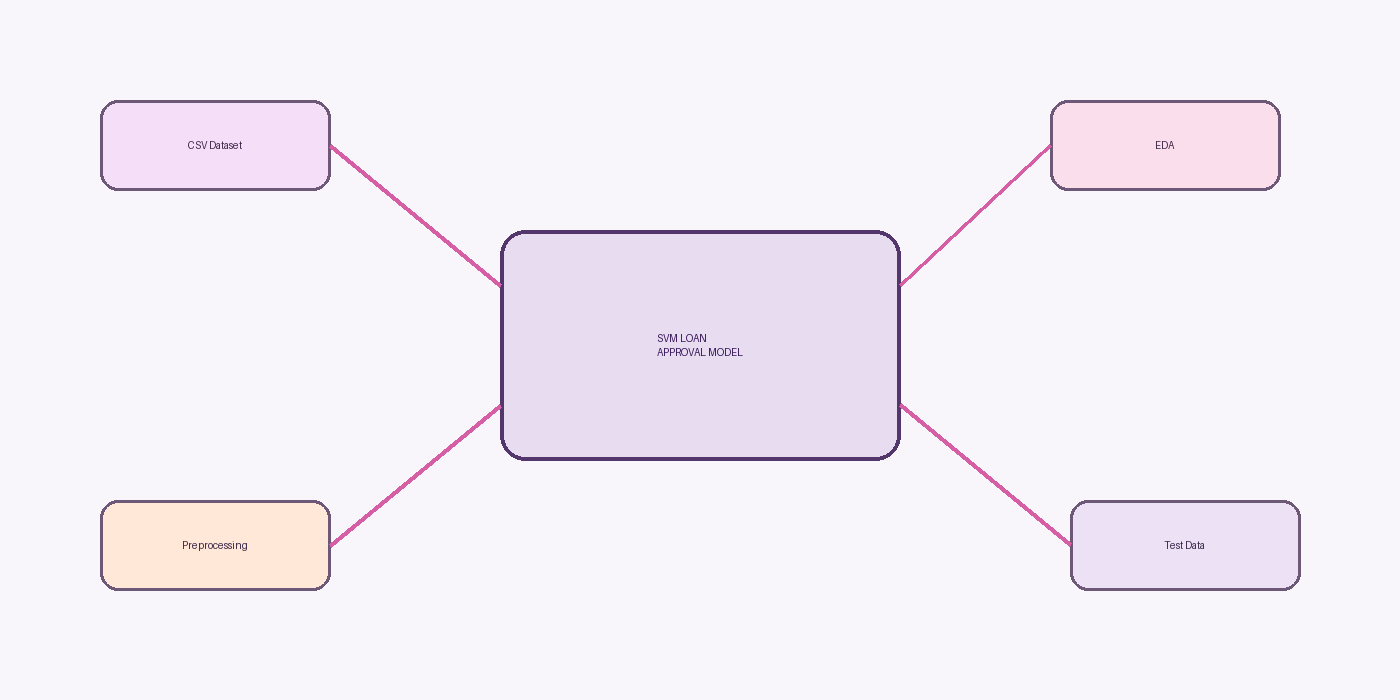 CSV Dataset
EDA
SVM LOAN
APPROVAL MODEL
Preprocessing
Test Data